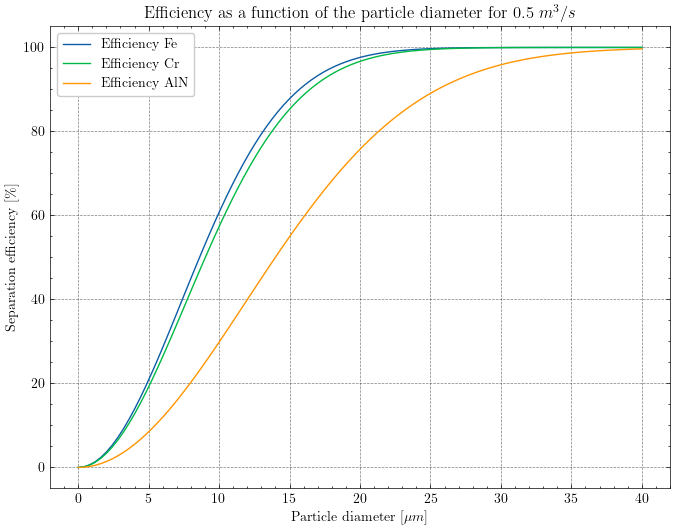 Efficiency as a function of the particle diameter for 0.5 m³/s
Efficiency Fe
Efficiency Cr
Efficiency AlN
Separation efficiency [%]
100
80
60
40
20
0
0 5 10 15 20 25 30 35 40
Particle diameter [μm]